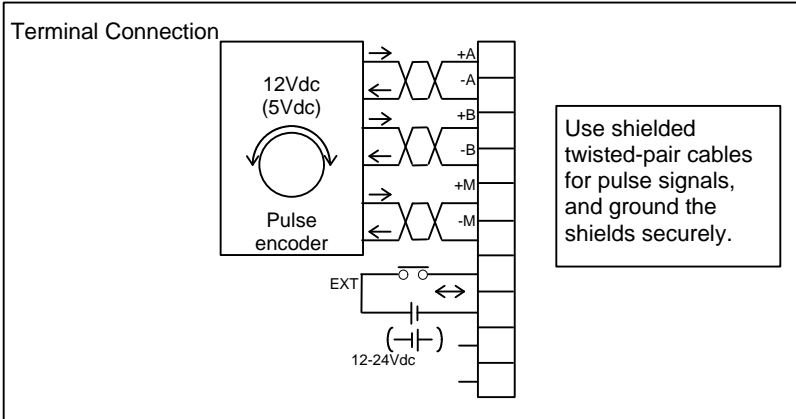 Terminal Connection
12Vdc
(5Vdc)
Pulse
encoder
+A
-A
+B
-B
+M
-M
EXT
12-24Vdc
Use shielded
twisted-pair cables
for pulse signals,
and ground the
shields securely.